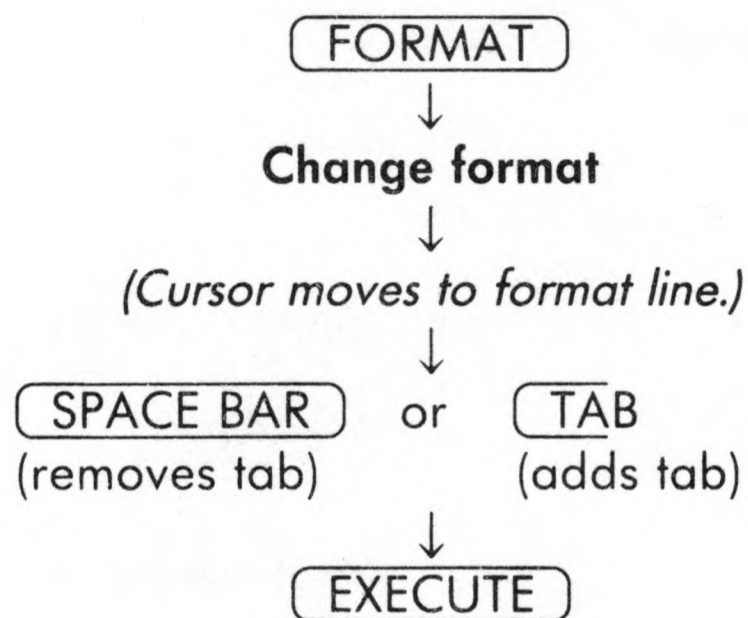 FORMAT
Change format
(Cursor moves to format line.)
SPACE BAR or TAB
(removes tab) (adds tab)
EXECUTE